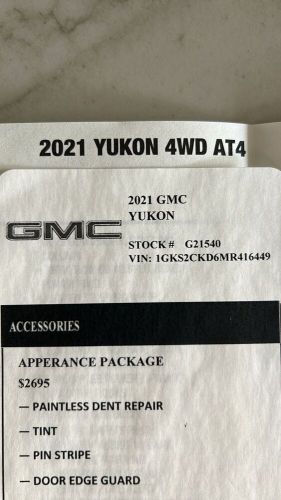 2021 YUKON 4WD AT4
2021 GMC
YUKON
GMC
STOCK # G21540
VIN: 1GKS2CKD6MR416449
ACCESSORIES
APPERANCE PACKAGE
$2695
— PAINTLESS DENT REPAIR
— TINT
— PIN STRIPE
— DOOR EDGE GUARD